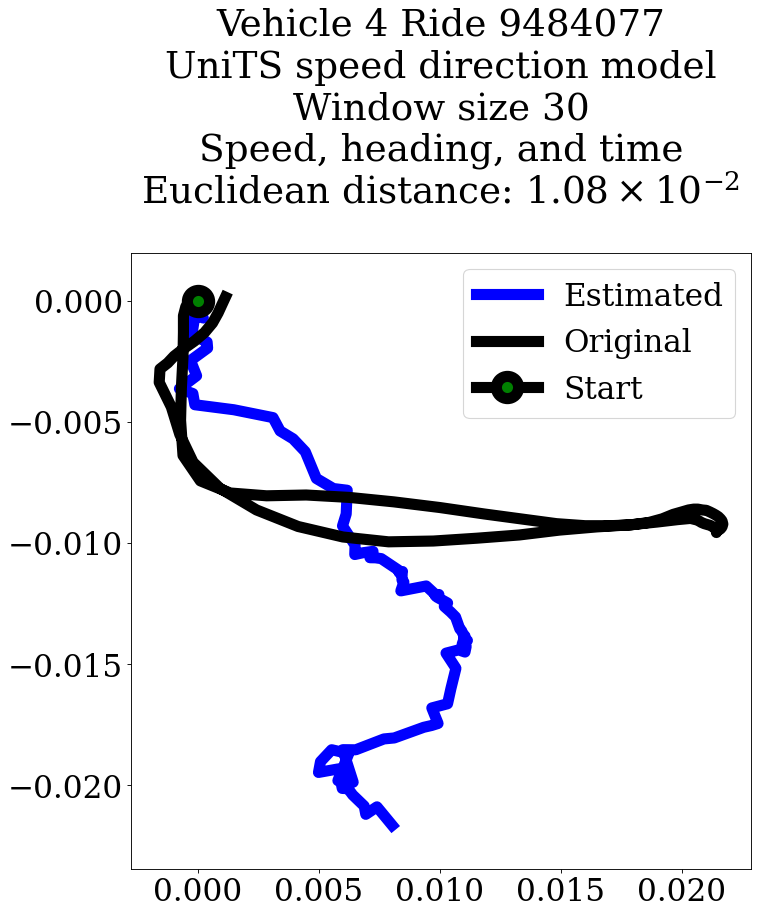 Vehicle 4 Ride 9484077
UniTS speed direction model
Window size 30
Speed, heading, and time
Euclidean distance: 1.08 × 10⁻²
Estimated
Original
Start
0.000
−0.005
−0.010
−0.015
−0.020
0.000 0.005 0.010 0.015 0.020